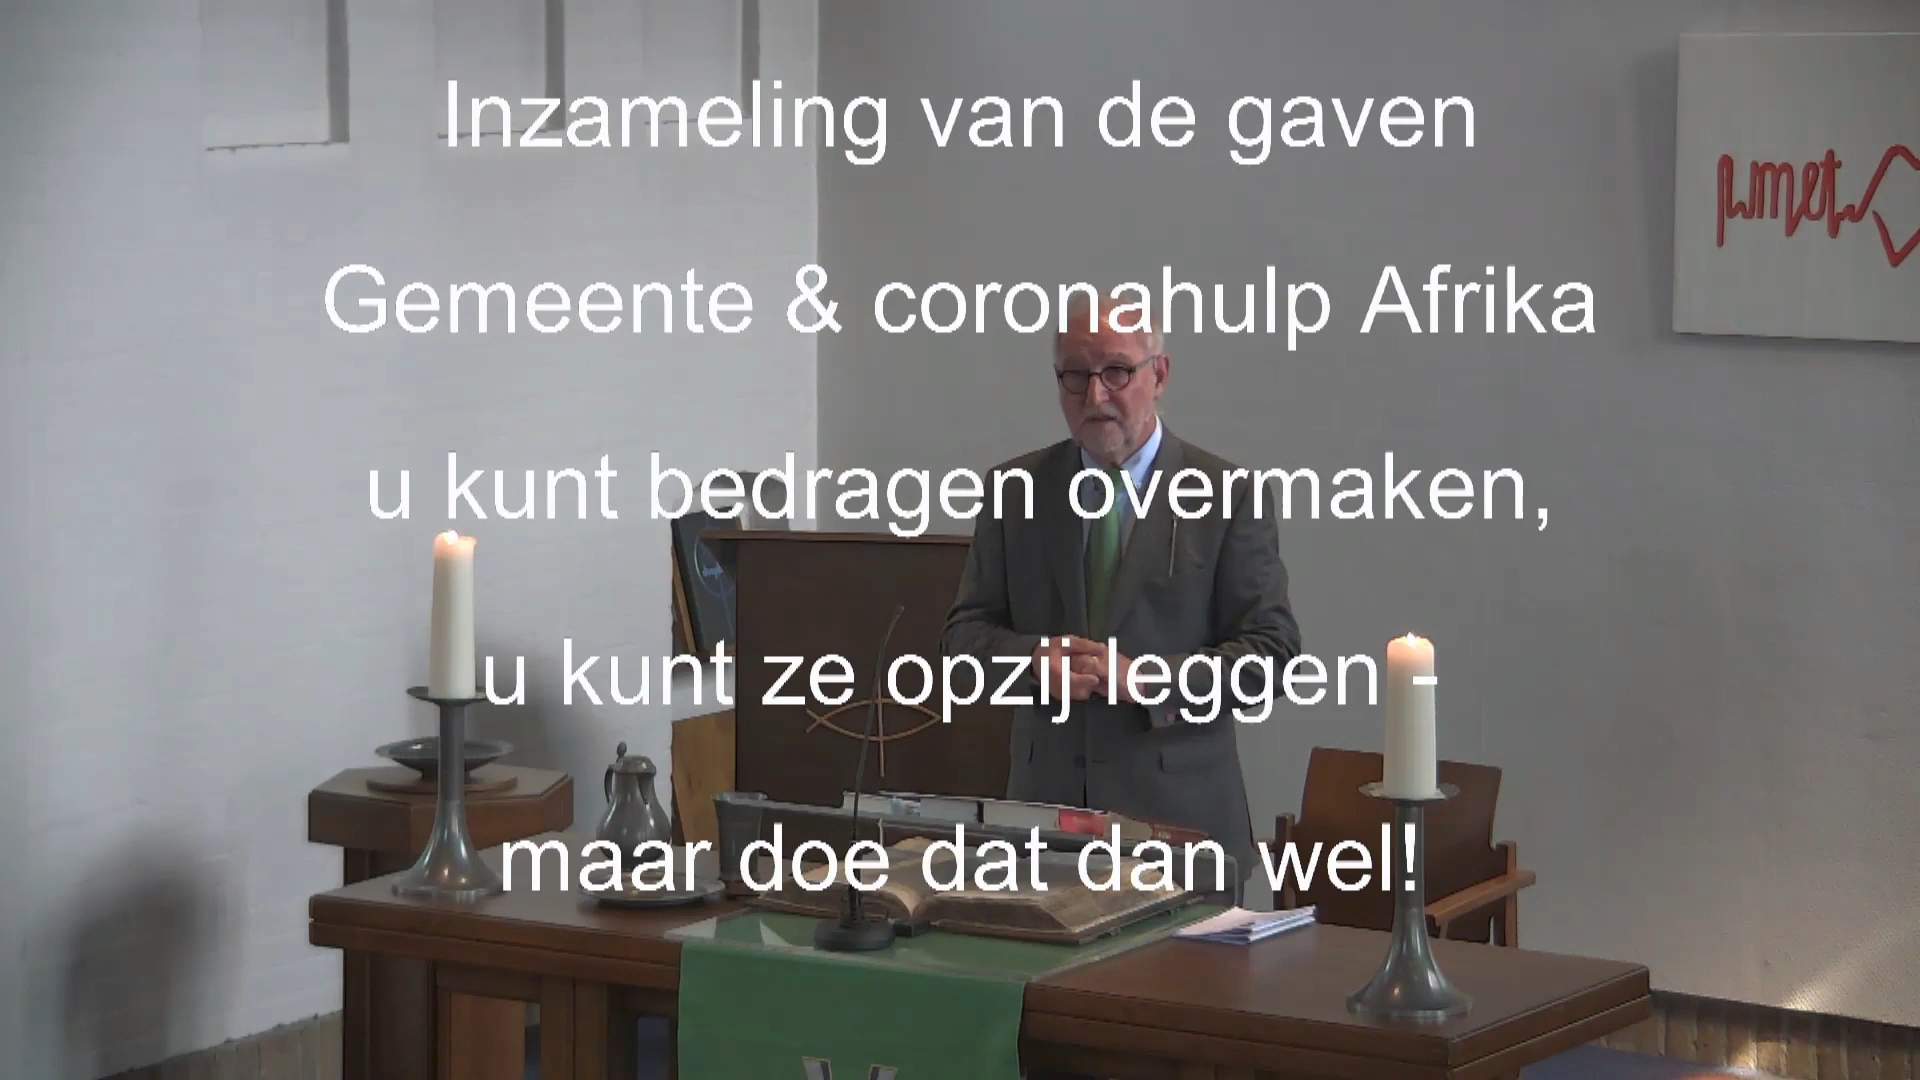 Inzameling van de gaven
Gemeente & coronahulp Afrika
u kunt bedragen overmaken,
u kunt ze opzij leggen -
maar doe dat dan wel!